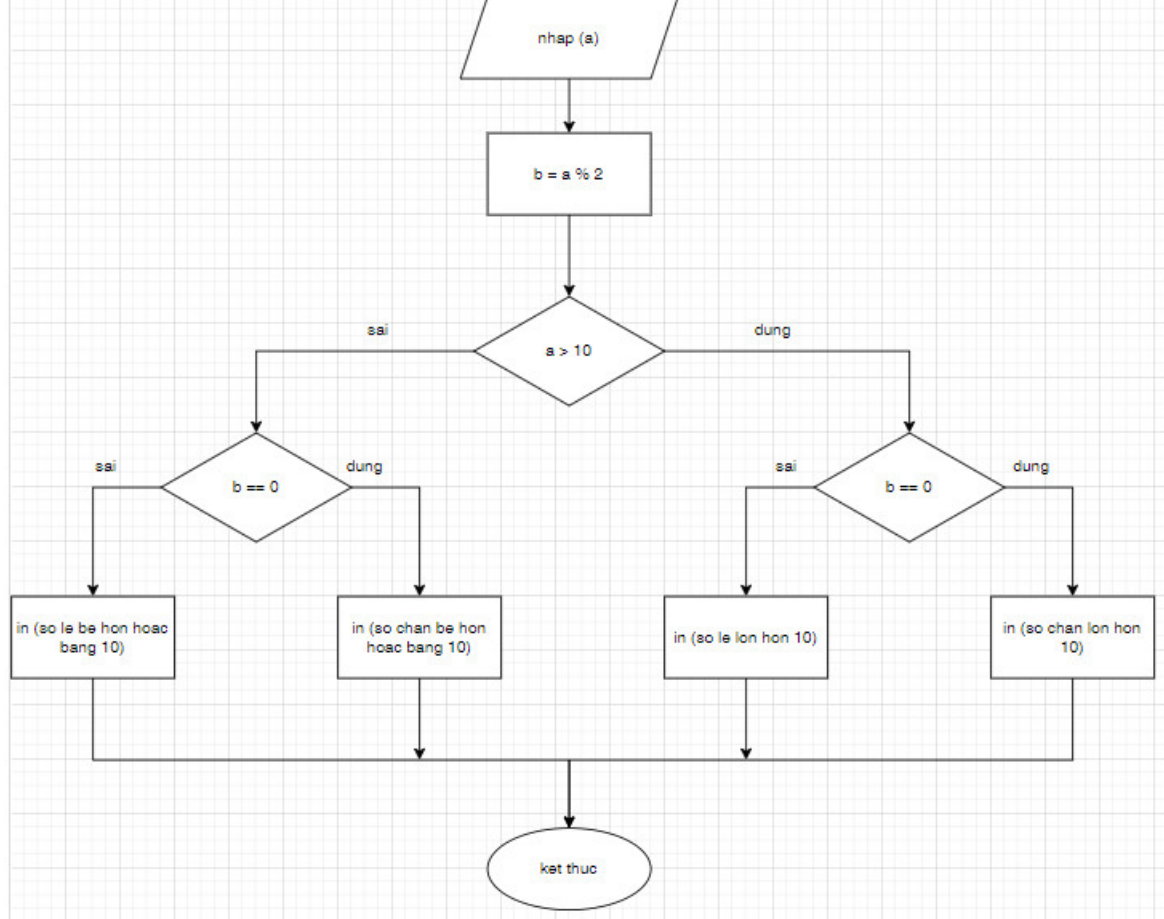 nhap (a)
b = a % 2
a > 10
sai
dung
b == 0
sai
dung
b == 0
sai
dung
in (so le be hon hoac
bang 10)
in (so chan be hon
hoac bang 10)
in (so le lon hon 10)
in (so chan lon hon
10)
ket thuc